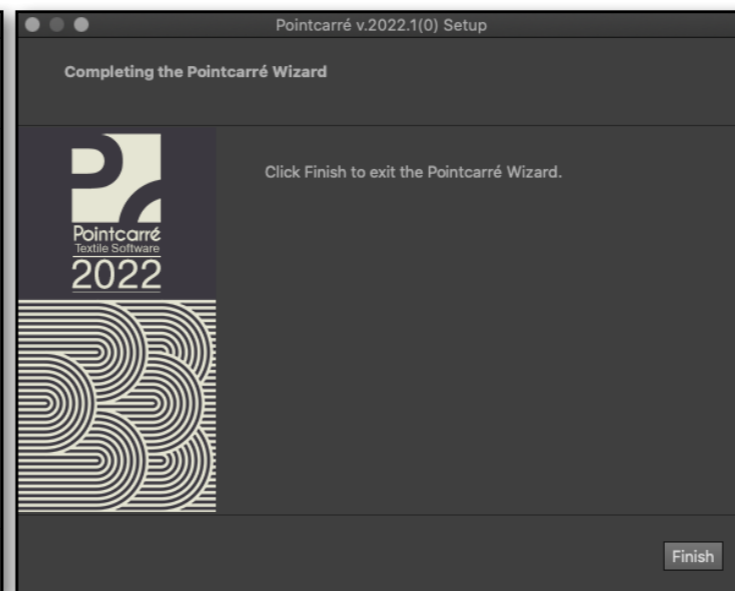 Pointcarré v.2022.1(0) Setup
Completing the Pointcarré Wizard
Pointcarré
Textile Software
2022
Click Finish to exit the Pointcarré Wizard.
Finish